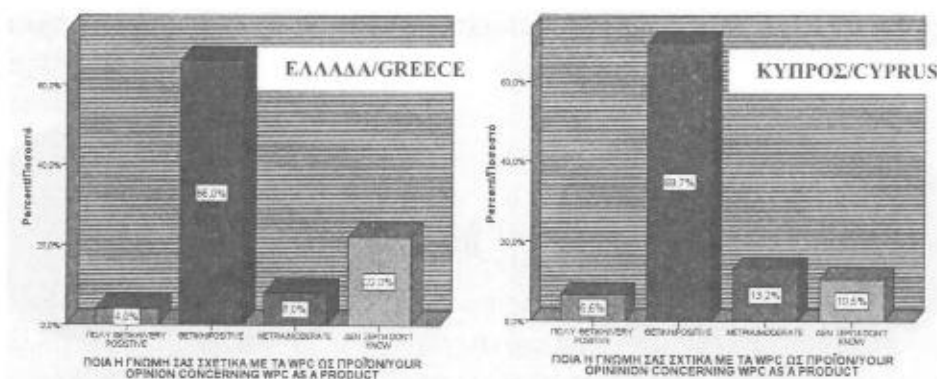 ΕΛΛΑΔΑ/GREECE
Percent/Ποσοστό
60,0%
40,0%
20,0%
0,0%
4,0%
66,0%
8,0%
22,0%
ΠΟΛΥ ΘΕΤΙΚΗ/VERY
POSITIVE
ΘΕΤΙΚΗ/POSITIVE
ΜΕΤΡΙΑ/MODERATE
ΔΕΝ ΞΕΡΩ/DON'T
KNOW
ΠΟΙΑ Η ΓΝΩΜΗ ΣΑΣ ΣΧΕΤΙΚΑ ΜΕ ΤΑ WPC ΩΣ ΠΡΟΪΟΝ/YOUR
OPININION CONCERNING WPC AS A PRODUCT
ΚΥΠΡΟΣ/CYPRUS
Percent/Ποσοστό
60,0%
40,0%
20,0%
0,0%
6,6%
69,7%
13,2%
10,5%
ΠΟΛΥ ΘΕΤΙΚΗ/VERY
POSITIVE
ΘΕΤΙΚΗ/POSITIVE
ΜΕΤΡΙΑ/MODERATE
ΔΕΝ ΞΕΡΩ/DON'T
KNOW
ΠΟΙΑ Η ΓΝΩΜΗ ΣΑΣ ΣΧΤΙΚΑ ΜΕ ΤΑ WPC ΩΣ ΠΡΟΪΟΝ/YOUR
OPININION CONCERNING WPC AS A PRODUCT